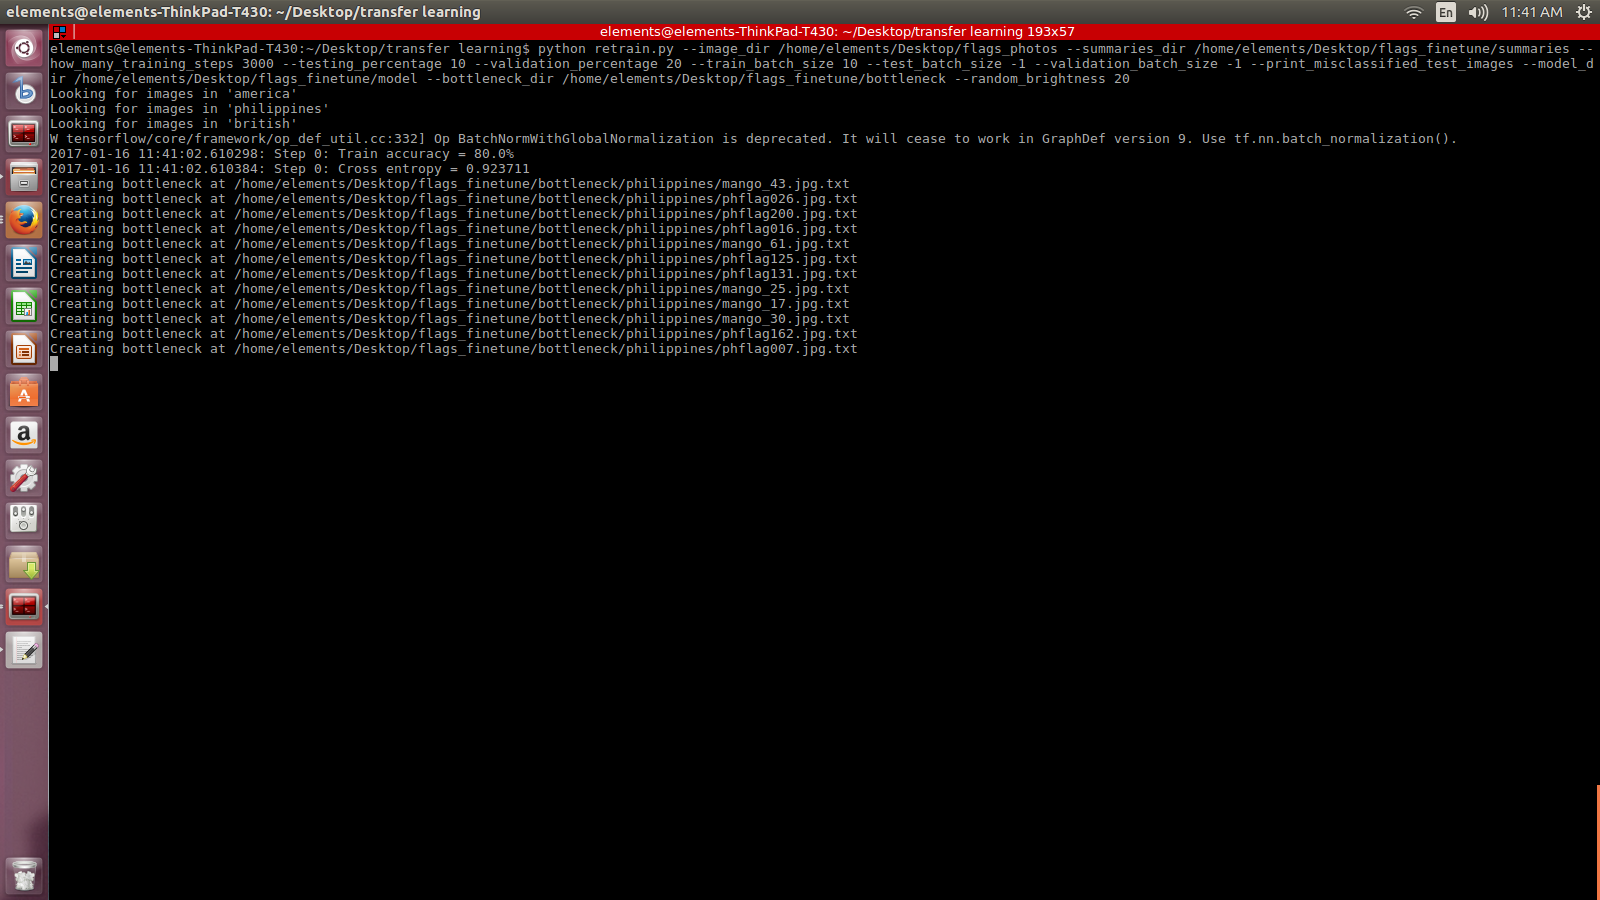 elements@elements-ThinkPad-T430: ~/Desktop/transfer learning
En
11:41 AM
elements@elements-ThinkPad-T430: ~/Desktop/transfer learning 193x57
elements@elements-ThinkPad-T430:~/Desktop/transfer learning$ python retrain.py --image_dir /home/elements/Desktop/flags_photos --summaries_dir /home/elements/Desktop/flags_finetune/summaries --
how_many_training_steps 3000 --testing_percentage 10 --validation_percentage 20 --train_batch_size 10 --test_batch_size -1 --validation_batch_size -1 --print_misclassified_test_images --model_d
ir /home/elements/Desktop/flags_finetune/model --bottleneck_dir /home/elements/Desktop/flags_finetune/bottleneck --random_brightness 20
Looking for images in 'america'
Looking for images in 'philippines'
Looking for images in 'british'
W tensorflow/core/framework/op_def_util.cc:332] Op BatchNormWithGlobalNormalization is deprecated. It will cease to work in GraphDef version 9. Use tf.nn.batch_normalization().
2017-01-16 11:41:02.610298: Step 0: Train accuracy = 80.0%
2017-01-16 11:41:02.610384: Step 0: Cross entropy = 0.923711
Creating bottleneck at /home/elements/Desktop/flags_finetune/bottleneck/philippines/mango_43.jpg.txt
Creating bottleneck at /home/elements/Desktop/flags_finetune/bottleneck/philippines/phflag026.jpg.txt
Creating bottleneck at /home/elements/Desktop/flags_finetune/bottleneck/philippines/phflag200.jpg.txt
Creating bottleneck at /home/elements/Desktop/flags_finetune/bottleneck/philippines/phflag016.jpg.txt
Creating bottleneck at /home/elements/Desktop/flags_finetune/bottleneck/philippines/mango_61.jpg.txt
Creating bottleneck at /home/elements/Desktop/flags_finetune/bottleneck/philippines/phflag125.jpg.txt
Creating bottleneck at /home/elements/Desktop/flags_finetune/bottleneck/philippines/phflag131.jpg.txt
Creating bottleneck at /home/elements/Desktop/flags_finetune/bottleneck/philippines/mango_25.jpg.txt
Creating bottleneck at /home/elements/Desktop/flags_finetune/bottleneck/philippines/mango_17.jpg.txt
Creating bottleneck at /home/elements/Desktop/flags_finetune/bottleneck/philippines/mango_30.jpg.txt
Creating bottleneck at /home/elements/Desktop/flags_finetune/bottleneck/philippines/phflag162.jpg.txt
Creating bottleneck at /home/elements/Desktop/flags_finetune/bottleneck/philippines/phflag007.jpg.txt